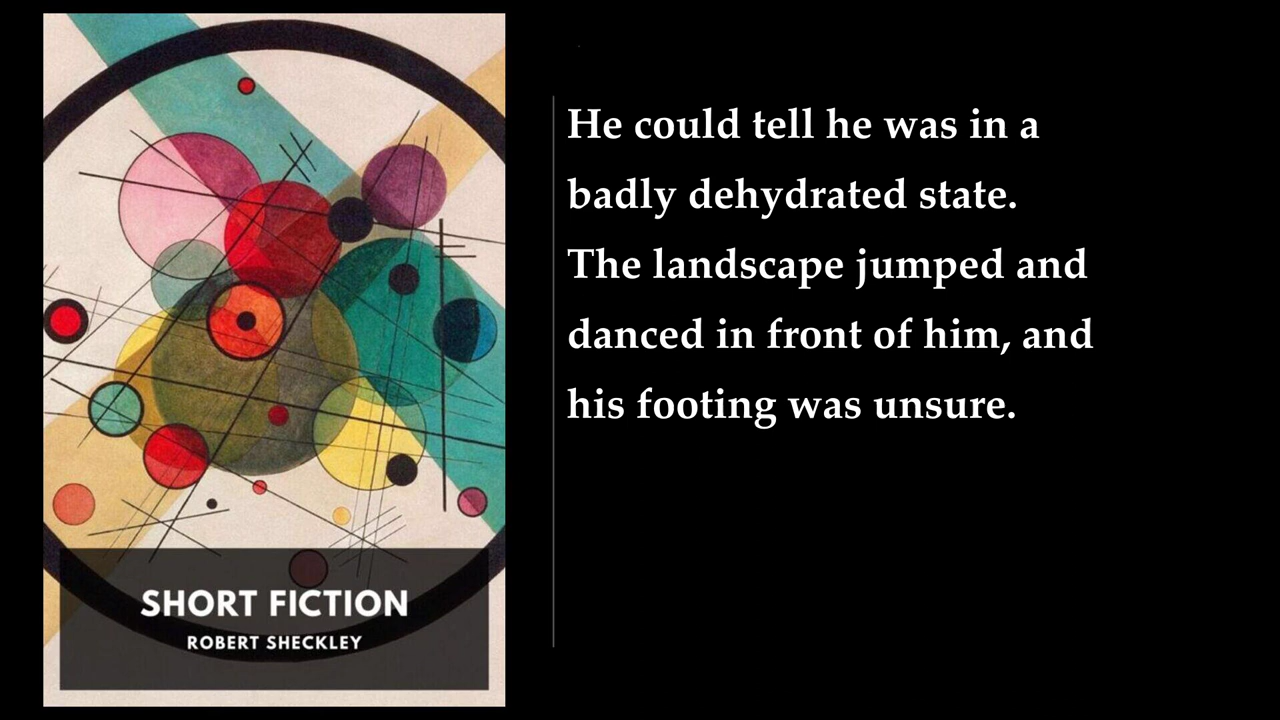 He could tell he was in a
badly dehydrated state.
The landscape jumped and
danced in front of him, and
his footing was unsure.
SHORT FICTION
ROBERT SHECKLEY